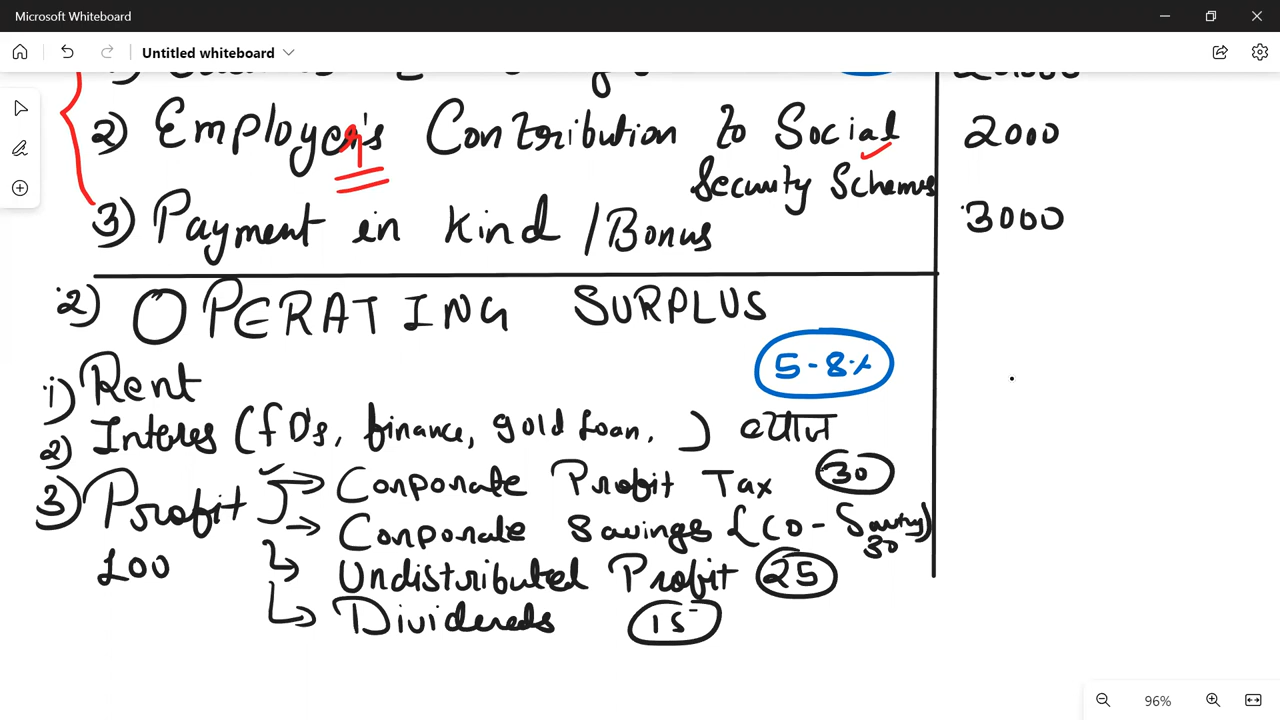 Microsoft Whiteboard
Untitled whiteboard
2) Employer's Contribution to Social 2000
Security Schemes
3) Payment in Kind / Bonus 3000
2) OPERATING SURPLUS
5-8%
1) Rent
2) Interes (FD's, finance, gold loan, ) ब्याज
3) Profit → Corporate Profit Tax 30
→ Corporate Savings (CO-Saving) 30
100 → Undistributed Profit 25
→ Dividends 15
96%